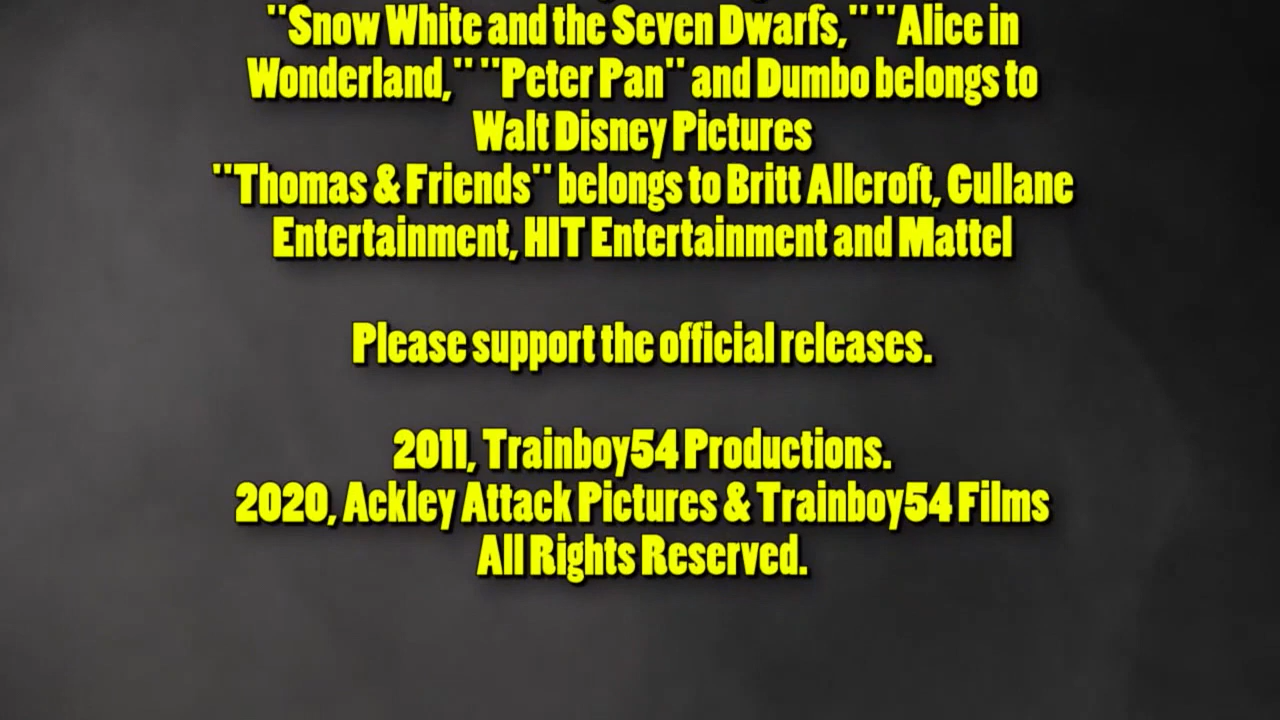 "Snow White and the Seven Dwarfs," "Alice in
Wonderland," "Peter Pan" and Dumbo belongs to
Walt Disney Pictures
"Thomas & Friends" belongs to Britt Allcroft, Gullane
Entertainment, HIT Entertainment and Mattel
Please support the official releases.
2011, Trainboy54 Productions.
2020, Ackley Attack Pictures & Trainboy54 Films
All Rights Reserved.